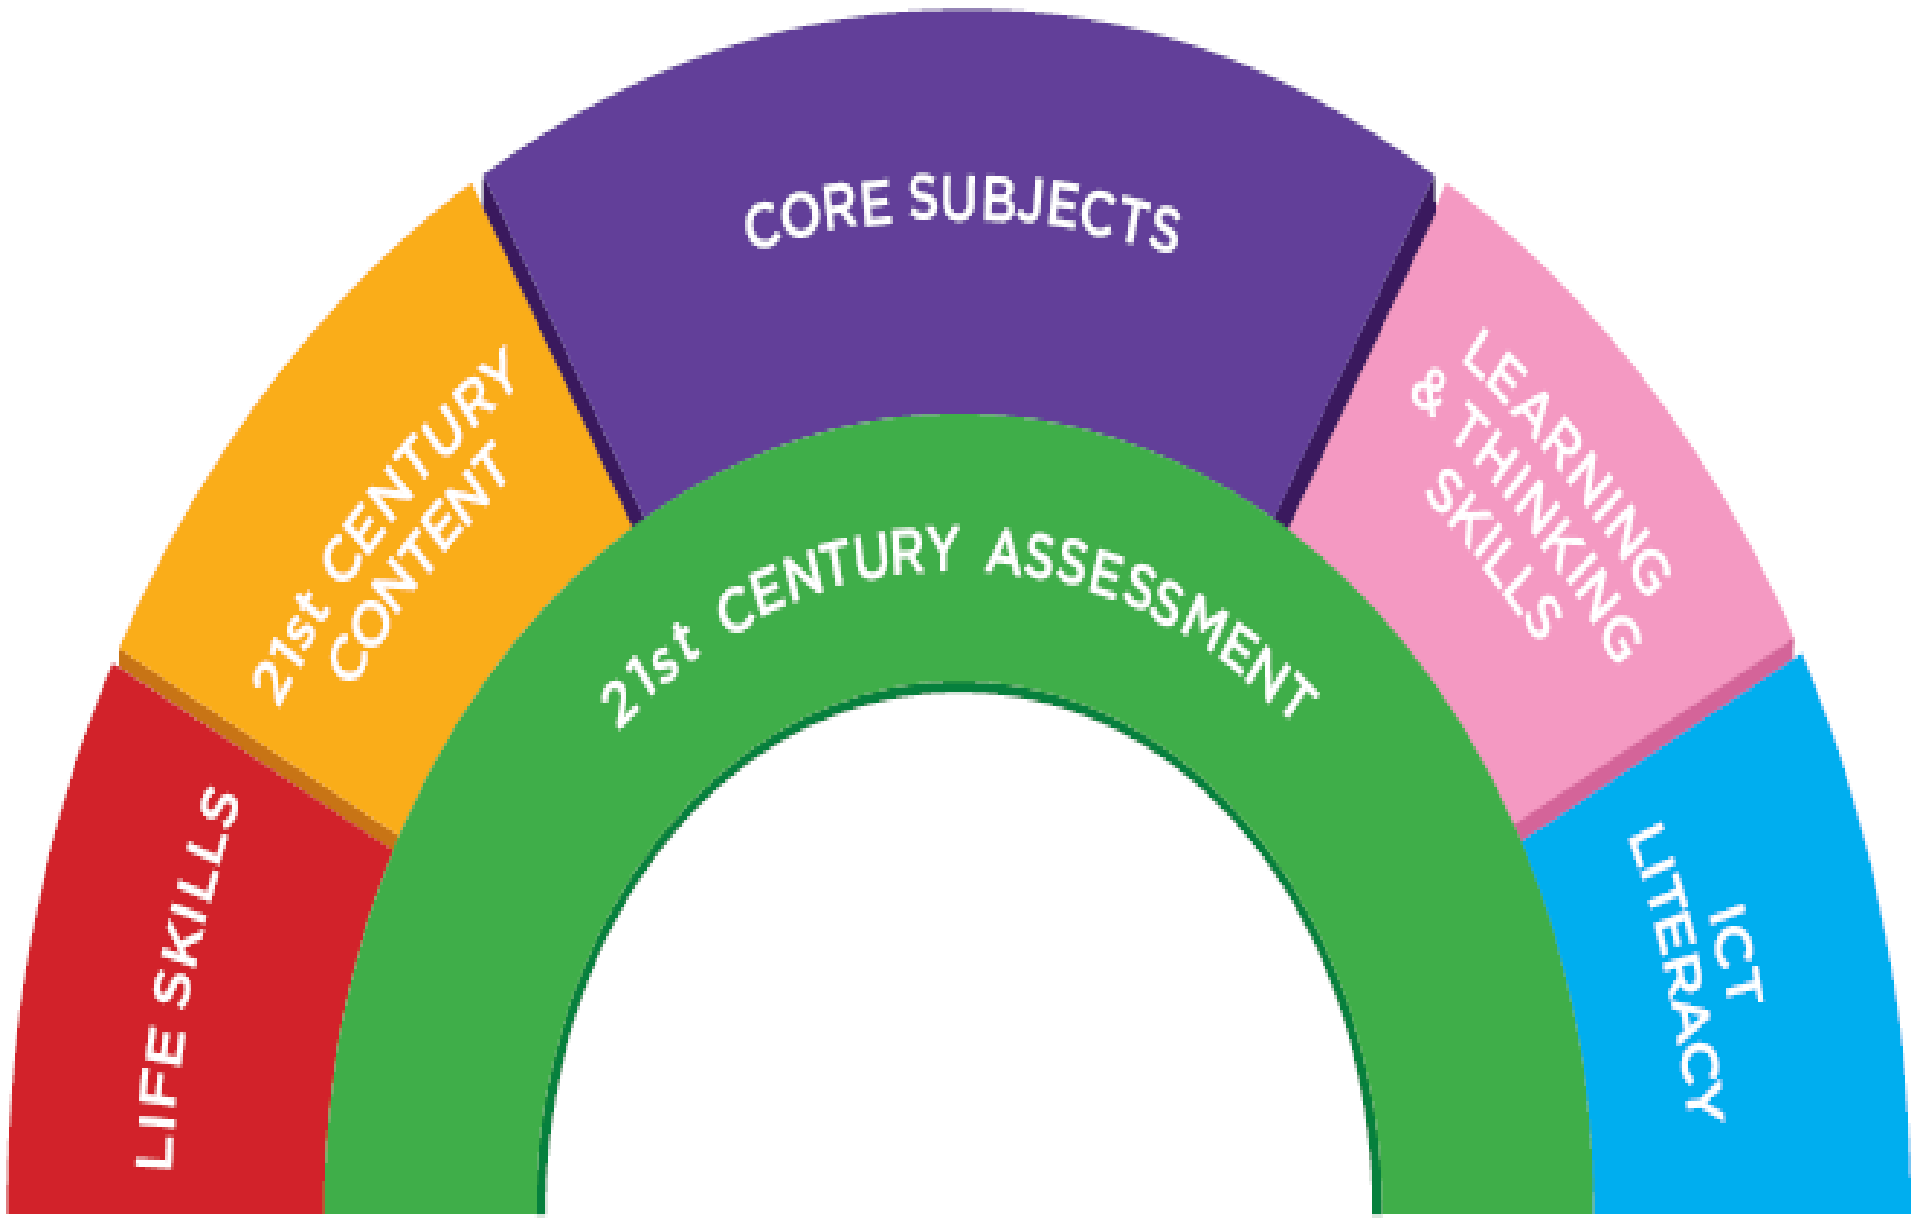 CORE SUBJECTS
21st CENTURY
CONTENT
LEARNING
& THINKING
SKILLS
21st CENTURY ASSESSMENT
LIFE SKILLS
ICT
LITERACY